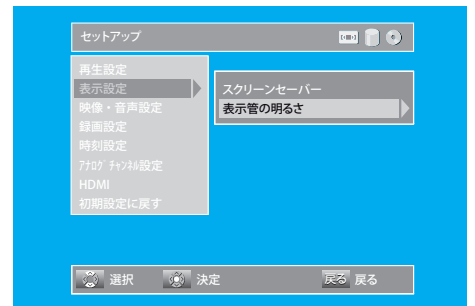 セットアップ
再生設定
表示設定
映像・音声設定
録画設定
時刻設定
ｱﾅﾛｸﾞﾁｬﾝﾈﾙ設定
HDMI
初期設定に戻す
スクリーンセーバー
表示管の明るさ
選択 決定 戻る 戻る